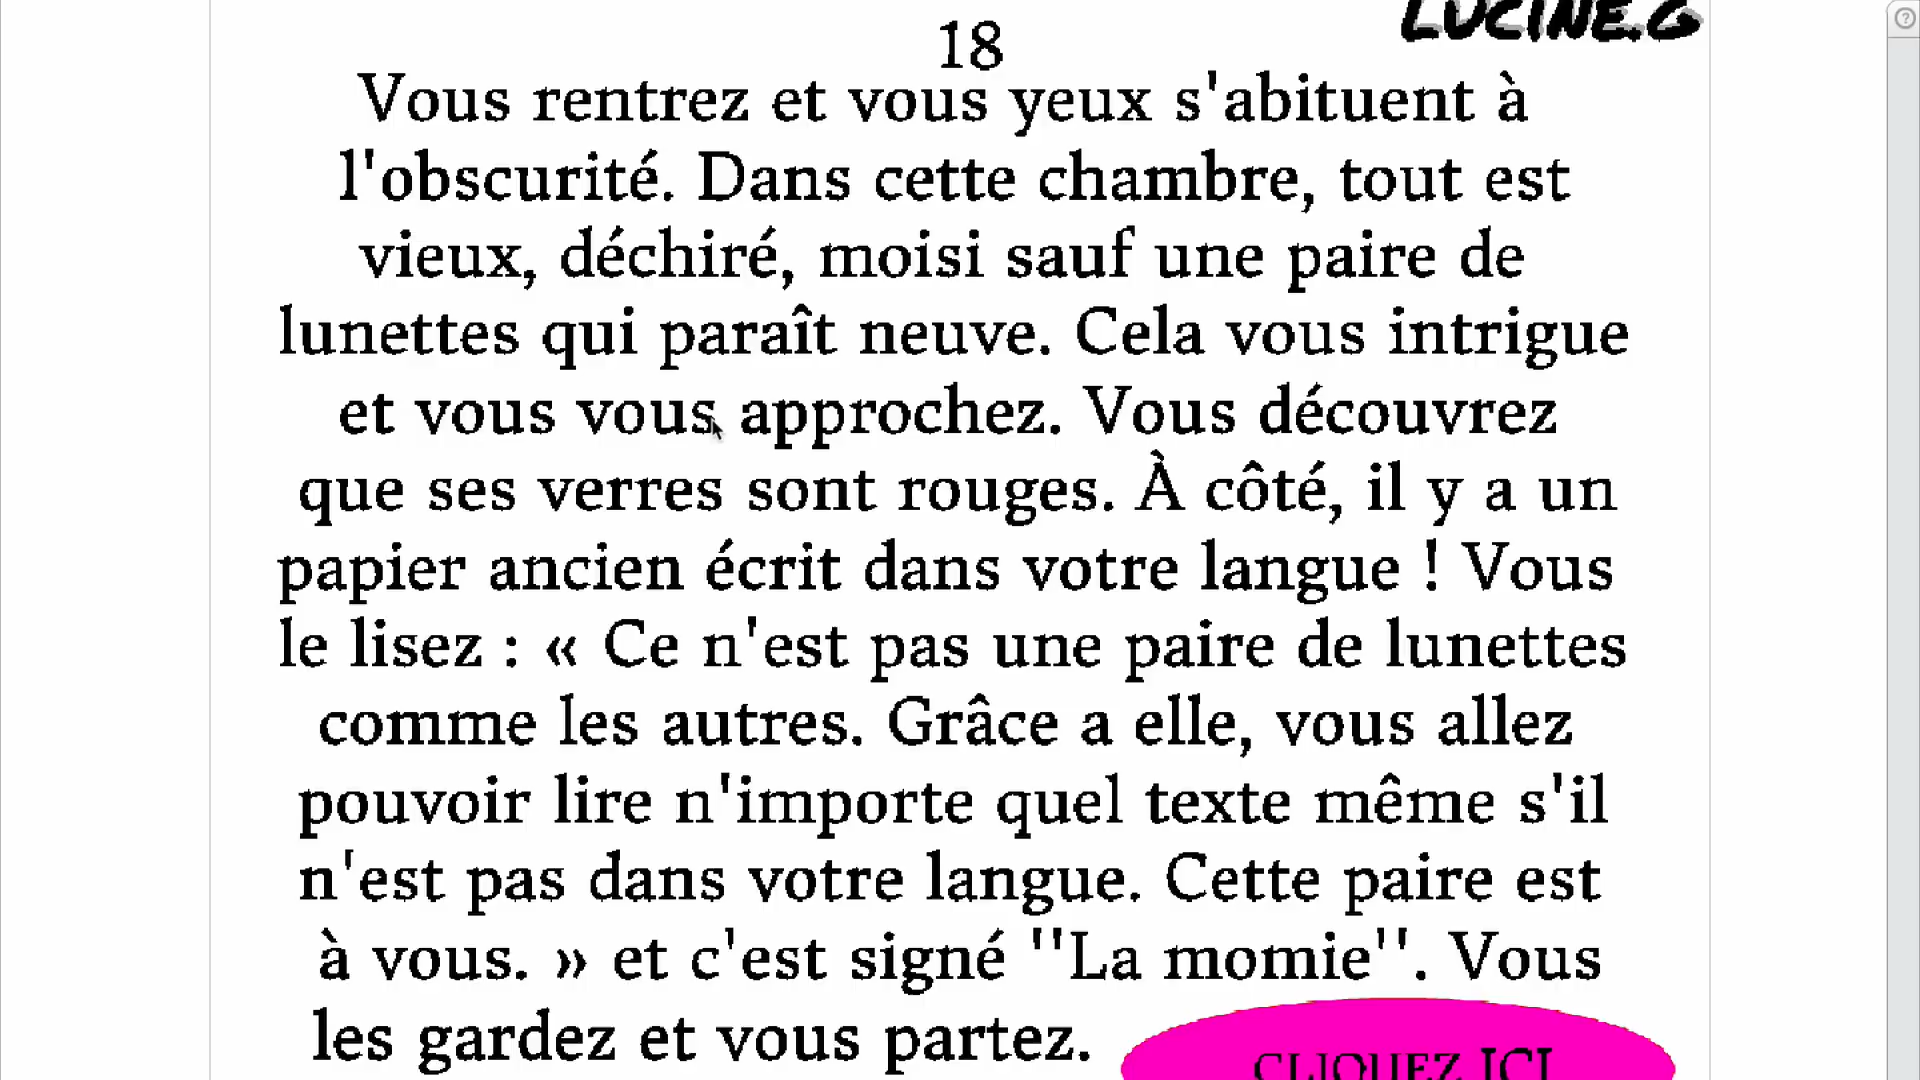 LUCINE.G
18
Vous rentrez et vous yeux s'abituent à
l'obscurité. Dans cette chambre, tout est
vieux, déchiré, moisi sauf une paire de
lunettes qui paraît neuve. Cela vous intrigue
et vous vous approchez. Vous découvrez
que ses verres sont rouges. À côté, il y a un
papier ancien écrit dans votre langue ! Vous
le lisez : « Ce n'est pas une paire de lunettes
comme les autres. Grâce a elle, vous allez
pouvoir lire n'importe quel texte même s'il
n'est pas dans votre langue. Cette paire est
à vous. » et c'est signé ''La momie''. Vous
les gardez et vous partez.
CLIQUEZ ICI